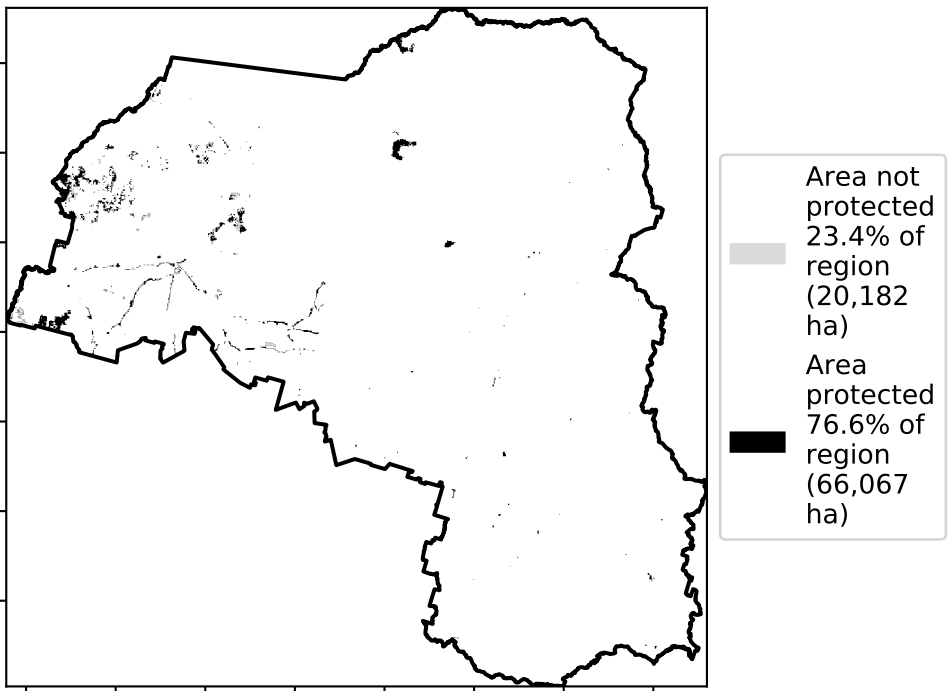 Area not
protected
23.4% of
region
(20,182
ha)
Area
protected
76.6% of
region
(66,067
ha)